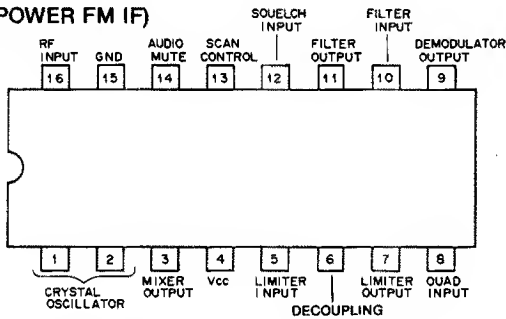 POWER FM IF)
SQUELCH INPUT
FILTER INPUT
RF INPUT
GND
AUDIO MUTE
SCAN CONTROL
FILTER OUTPUT
DEMODULATOR OUTPUT
16 15 14 13 12 11 10 9
1 2 3 4 5 6 7 8
CRYSTAL OSCILLATOR
MIXER OUTPUT
Vcc
LIMITER INPUT
DECOUPLING
LIMITER OUTPUT
QUAD INPUT